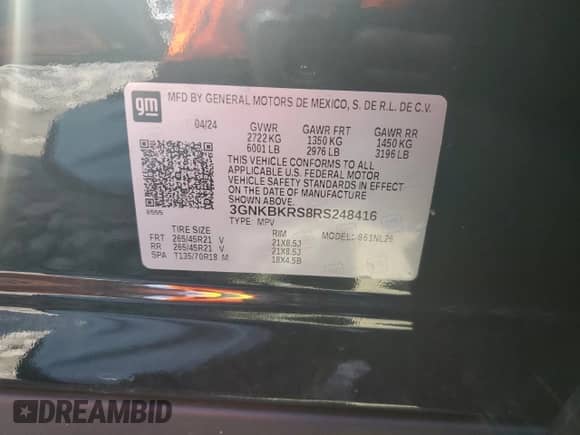 gm
MFD BY GENERAL MOTORS DE MEXICO, S. DE R.L. DE C.V.
04/24 GVWR GAWR FRT GAWR RR
2722 KG 1350 KG 1450 KG
6001 LB 2976 LB 3196 LB
THIS VEHICLE CONFORMS TO ALL
APPLICABLE U.S. FEDERAL MOTOR
VEHICLE SAFETY STANDARDS IN EFFECT
ON THE DATE OF MANUFACTURE
SHOWN ABOVE.
3GNKBKRS8RS248416
TYPE: MPV MODEL:
TIRE SIZE RIM
FRT 265/45R21 V 21X8.5J
RR 265/45R21 V 21X8.5J
SPA T135/70R18 M 18X4.5B
DREAMBID